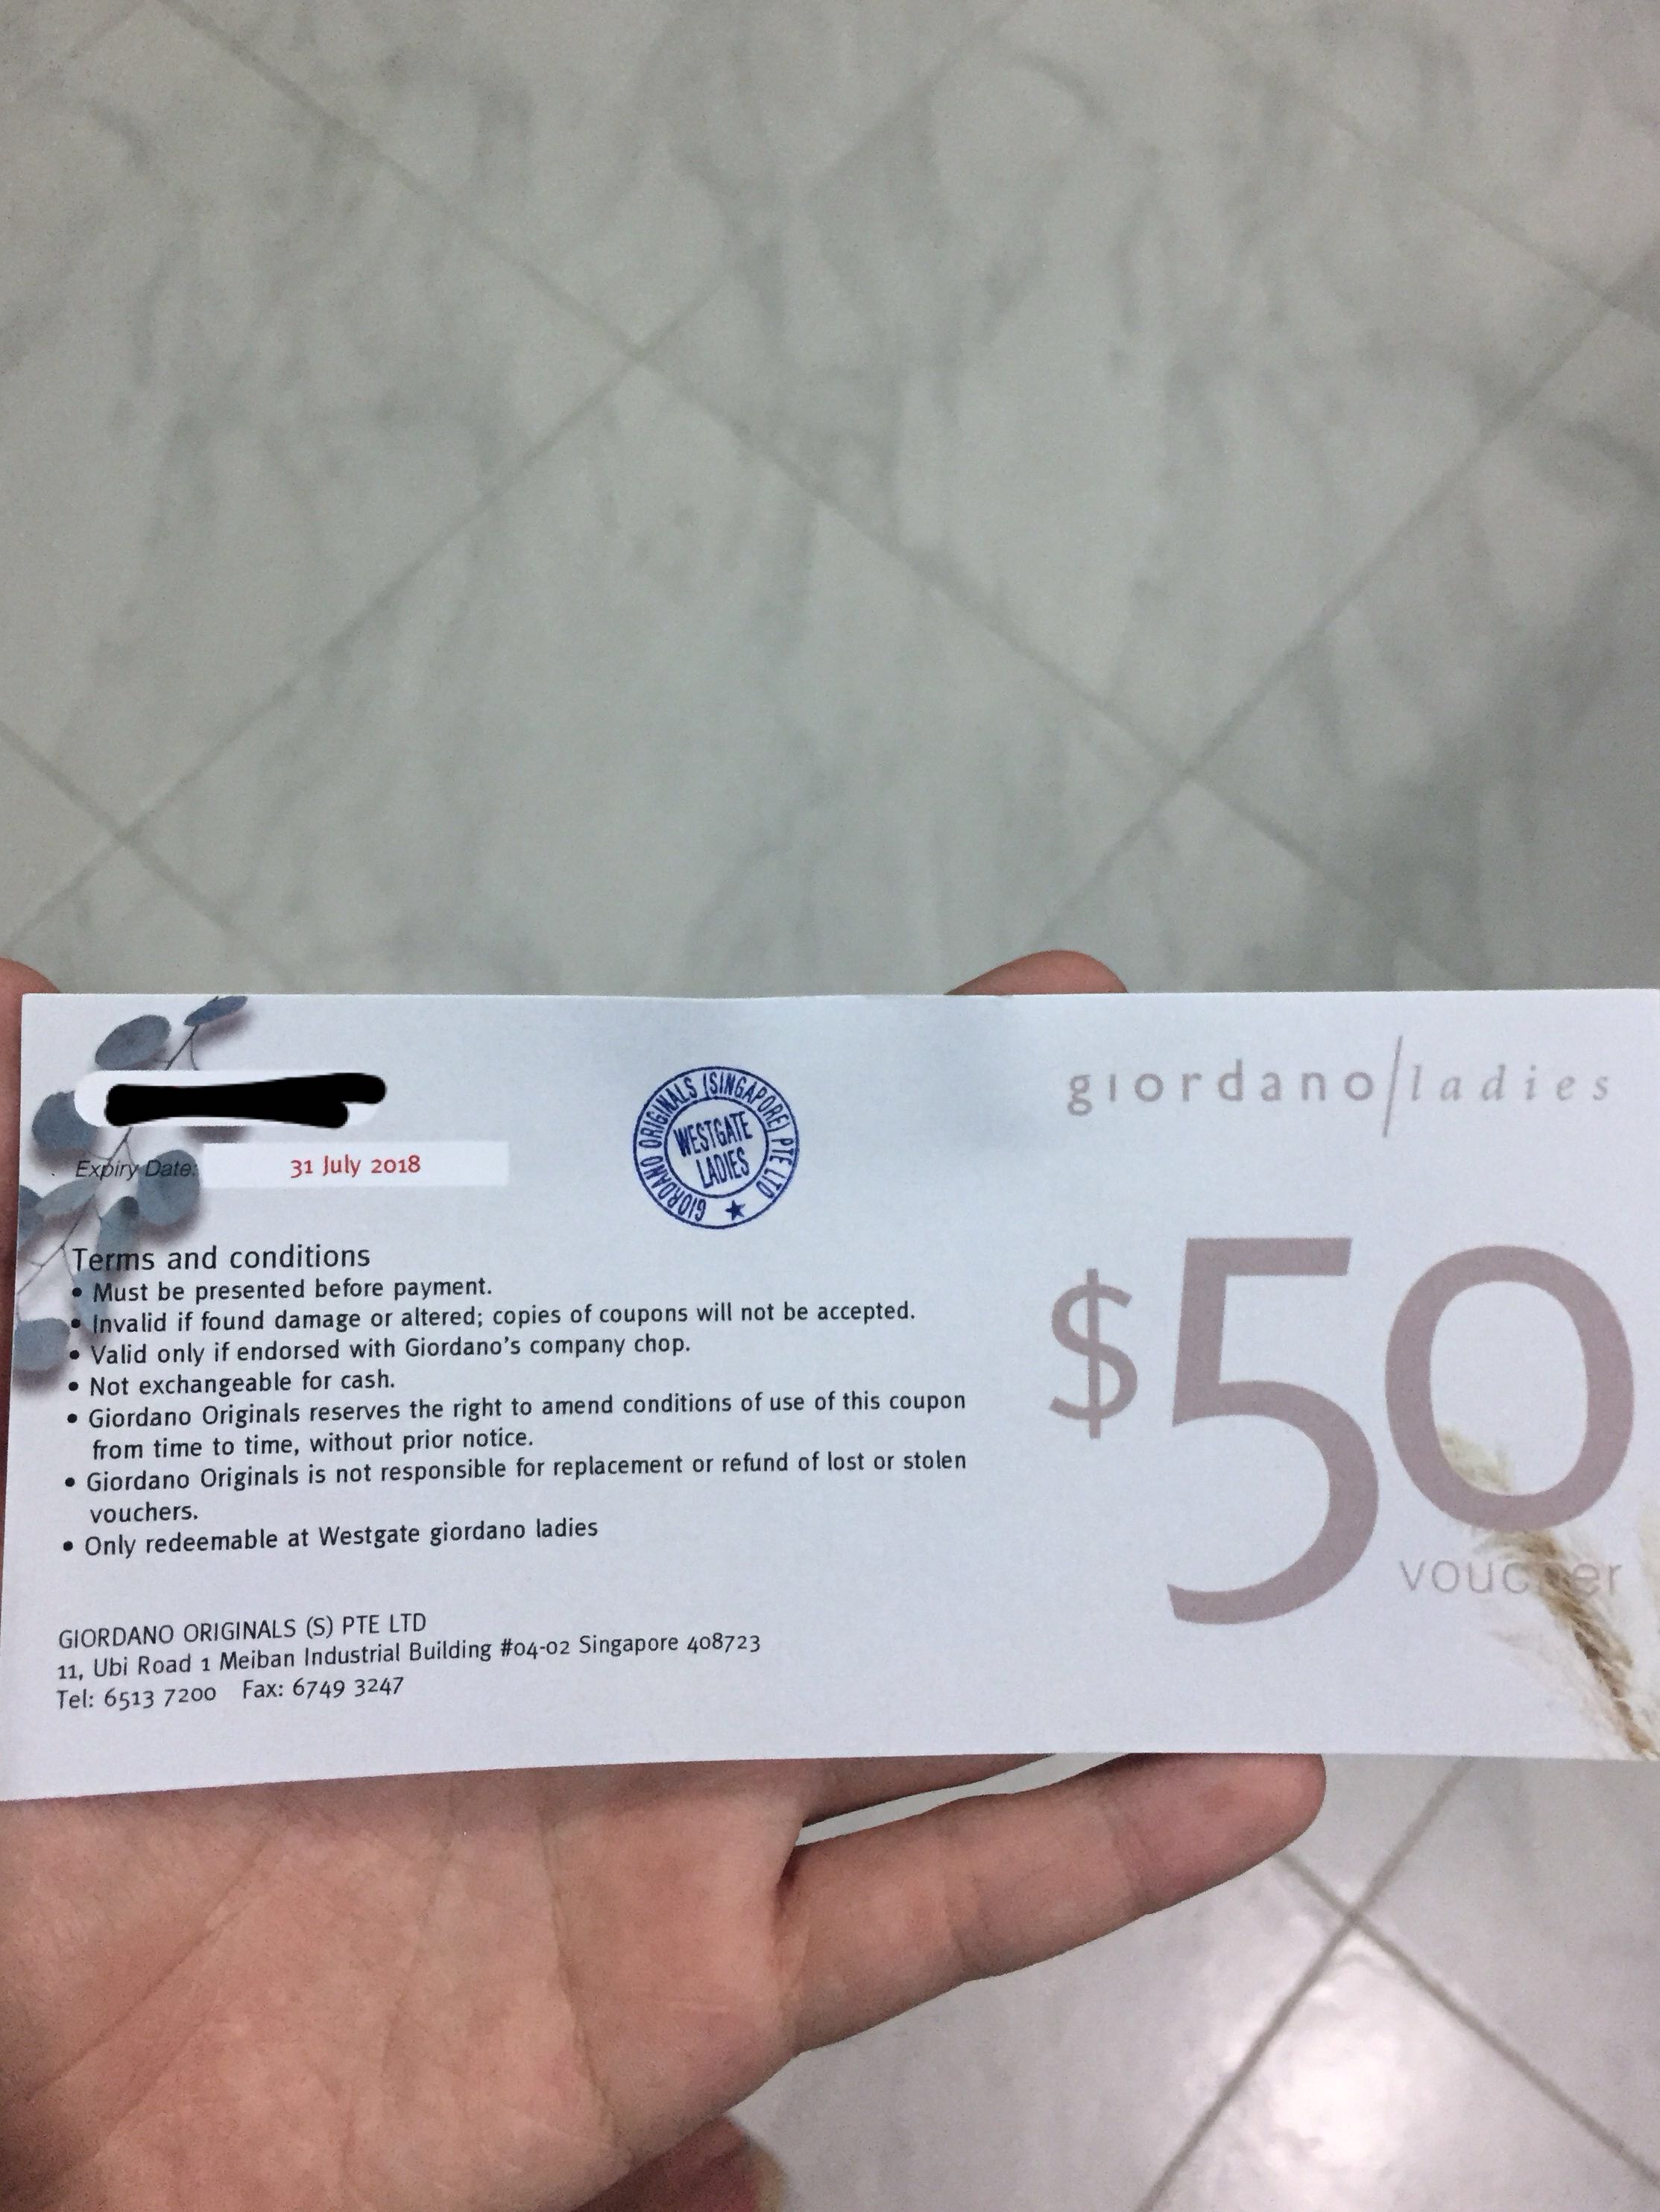 giordano/ladies
Expiry Date: 31 July 2018
GIORDANO ORIGINALS (SINGAPORE) PTE LTD
WESTGATE
LADIES
Terms and conditions
• Must be presented before payment.
• Invalid if found damage or altered; copies of coupons will not be accepted.
• Valid only if endorsed with Giordano's company chop.
• Not exchangeable for cash.
• Giordano Originals reserves the right to amend conditions of use of this coupon
from time to time, without prior notice.
• Giordano Originals is not responsible for replacement or refund of lost or stolen
vouchers.
• Only redeemable at Westgate giordano ladies
$50
voucher
GIORDANO ORIGINALS (S) PTE LTD
11, Ubi Road 1 Meiban Industrial Building #04-02 Singapore 408723
Tel: 6513 7200 Fax: 6749 3247